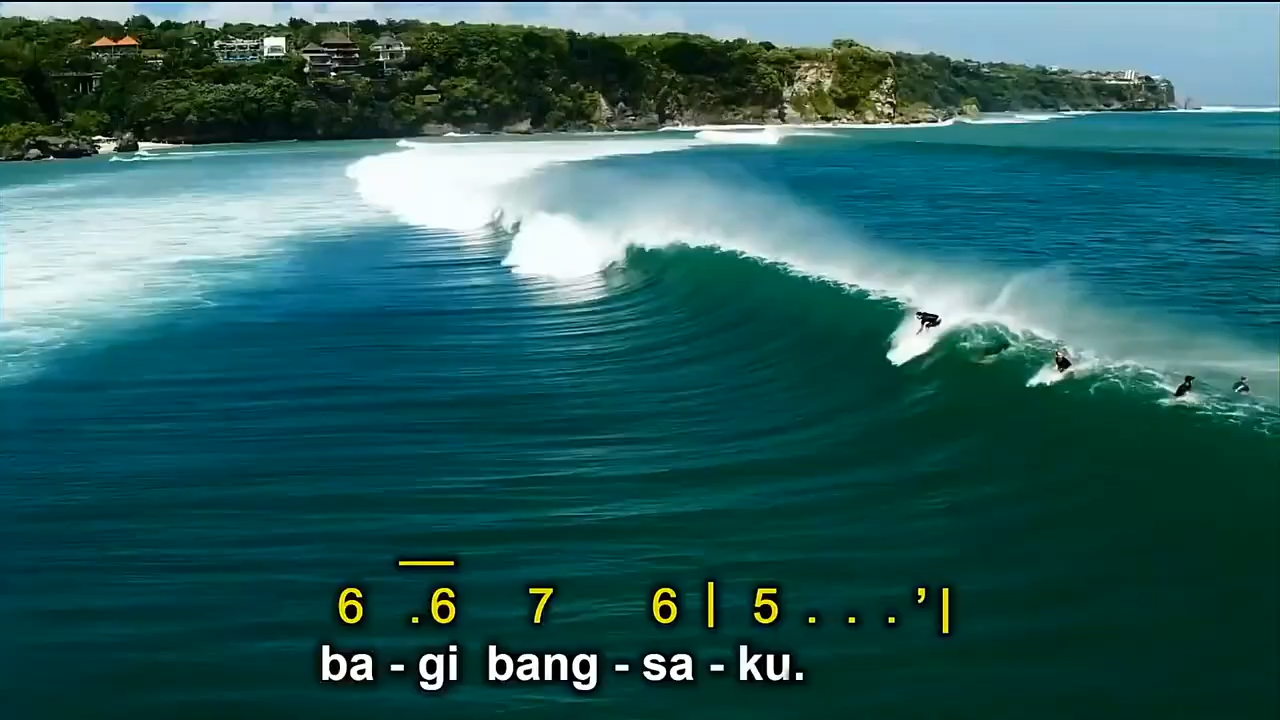 6 .6 7 6 | 5 . . . ’ |
ba - gi bang - sa - ku.